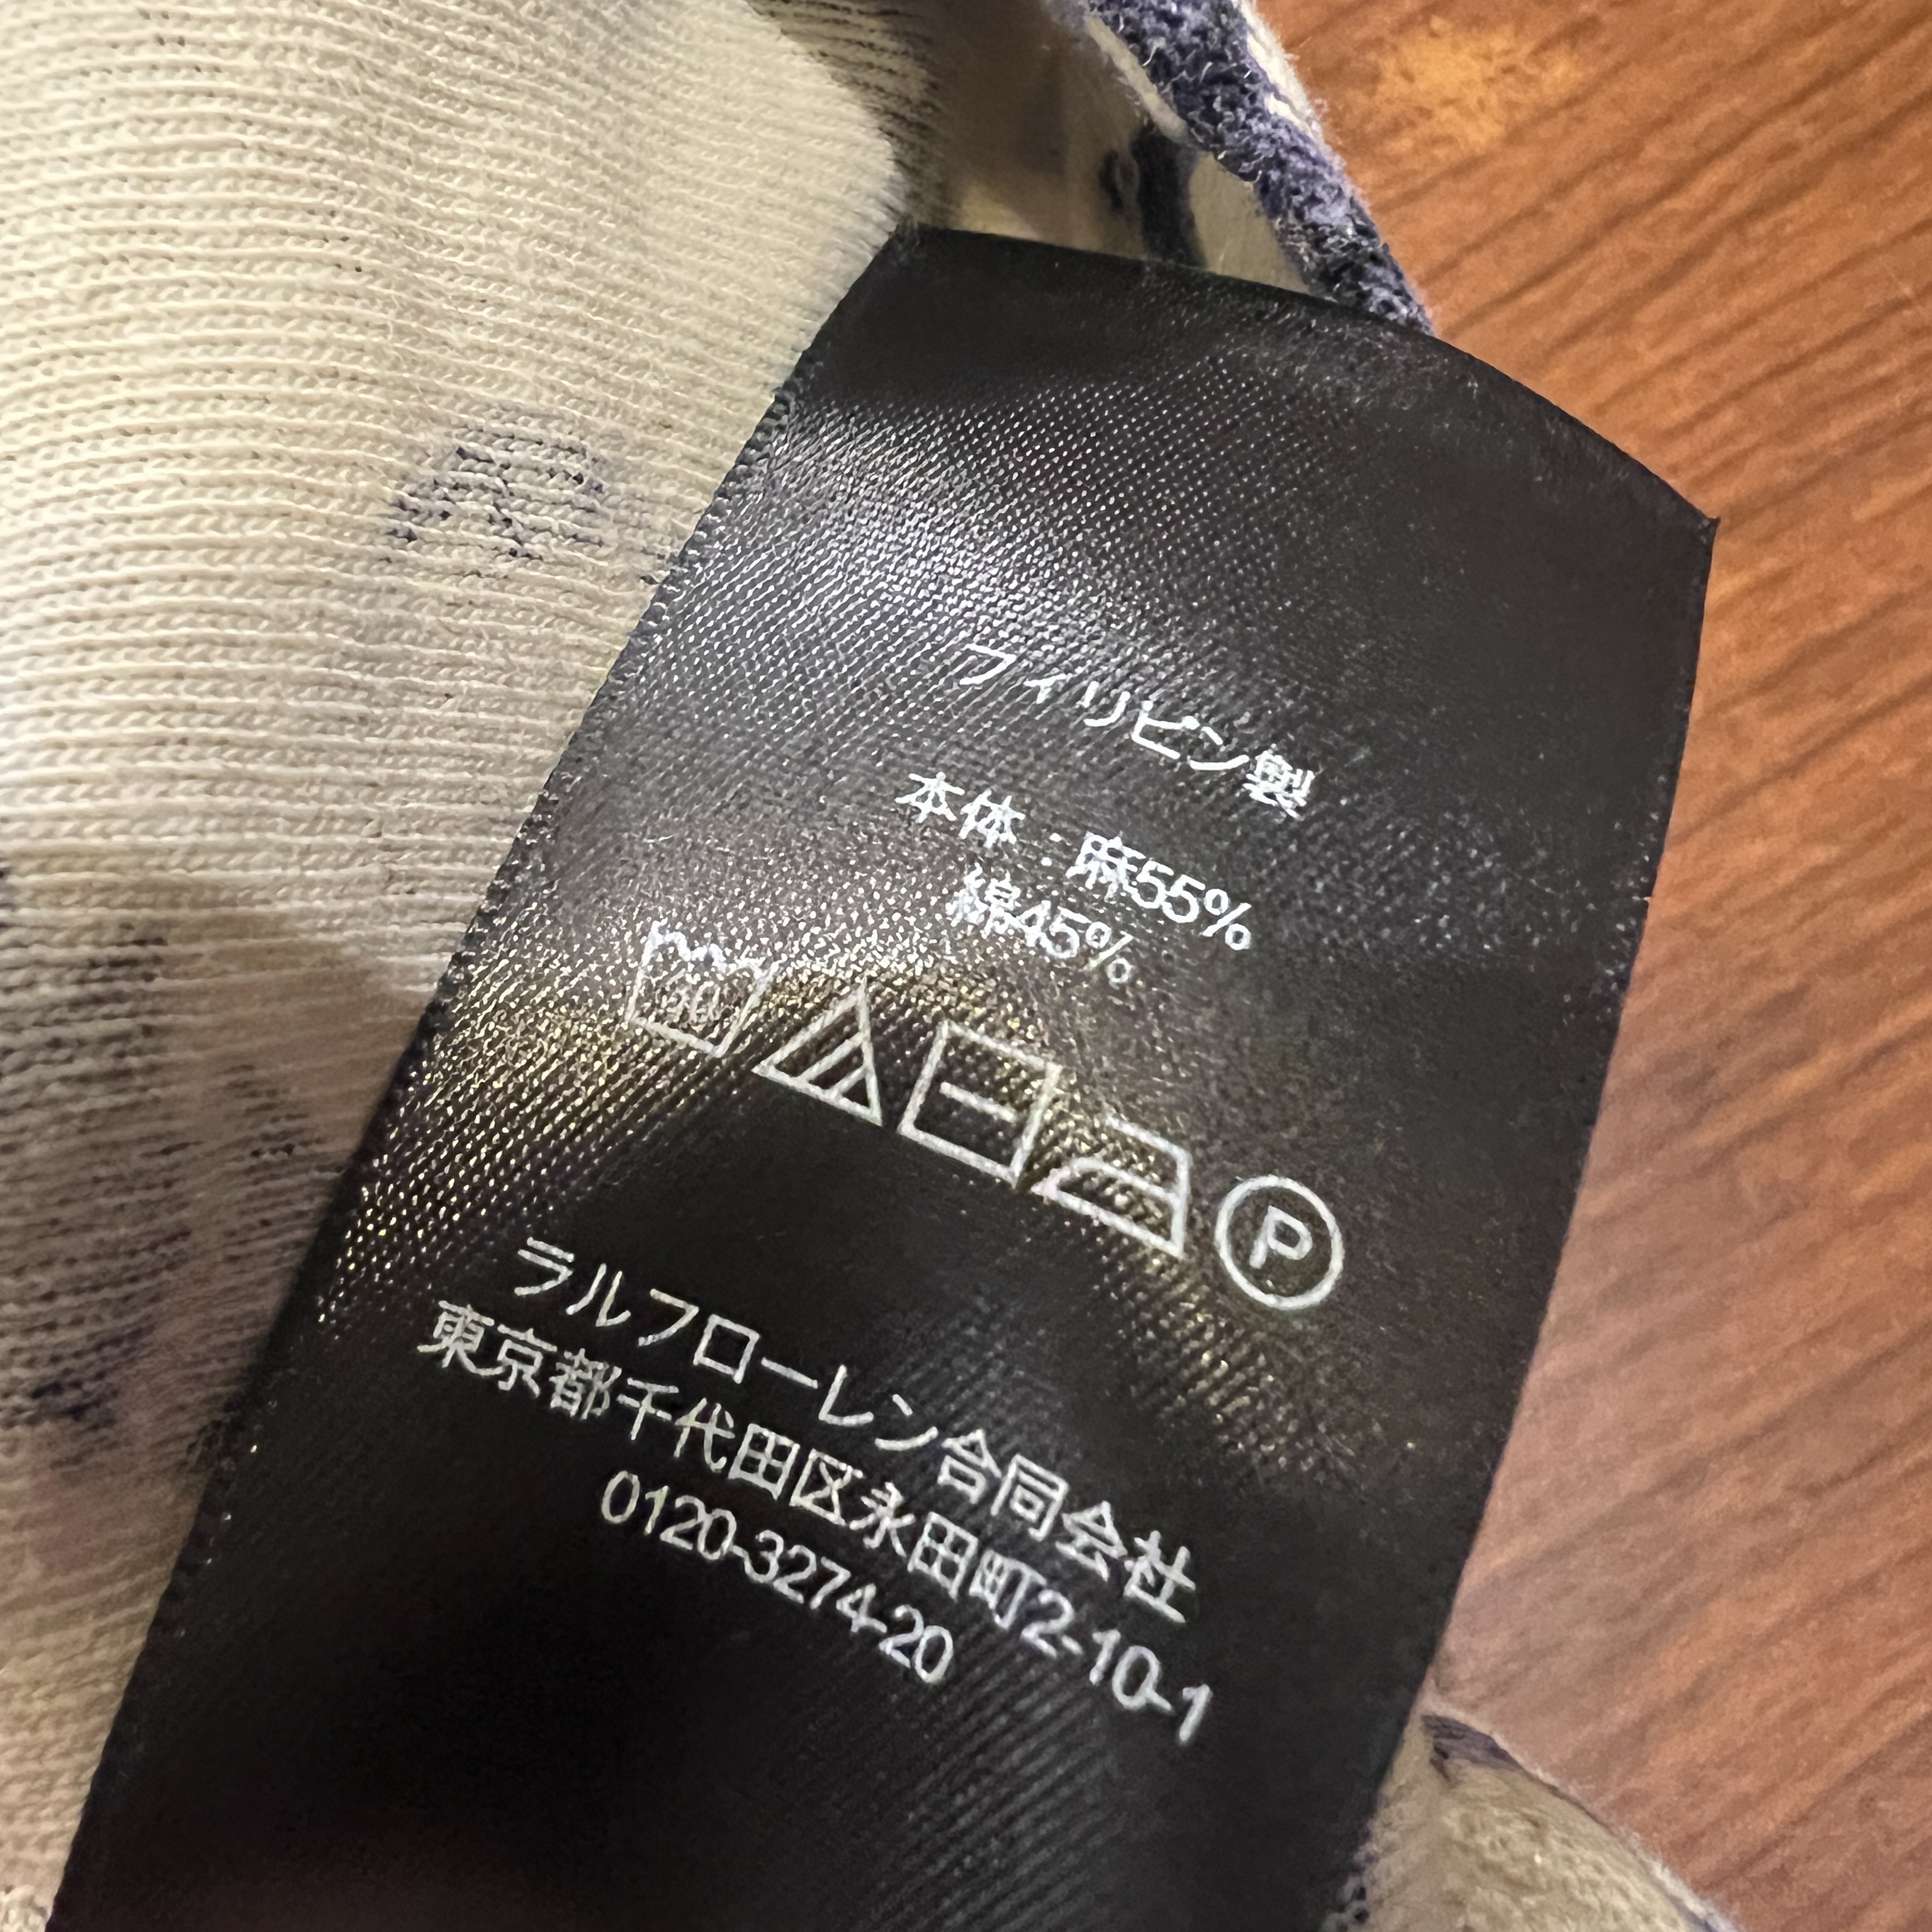 フィリピン製
本体：麻55%
綿45%
30
P
ラルフローレン合同会社
東京都千代田区永田町2-10-1
0120-3274-20